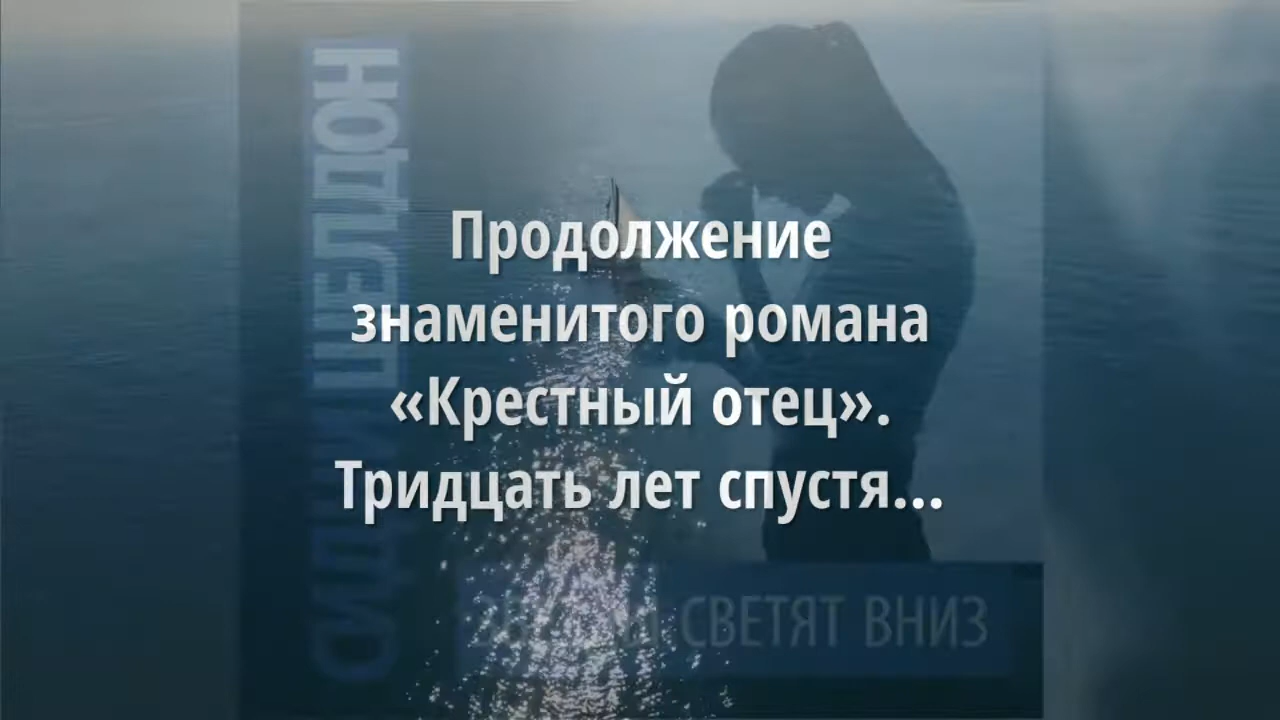 Продолжение
знаменитого романа
«Крестный отец».
Тридцать лет спустя...
СВЕТЯТ ВНИЗ